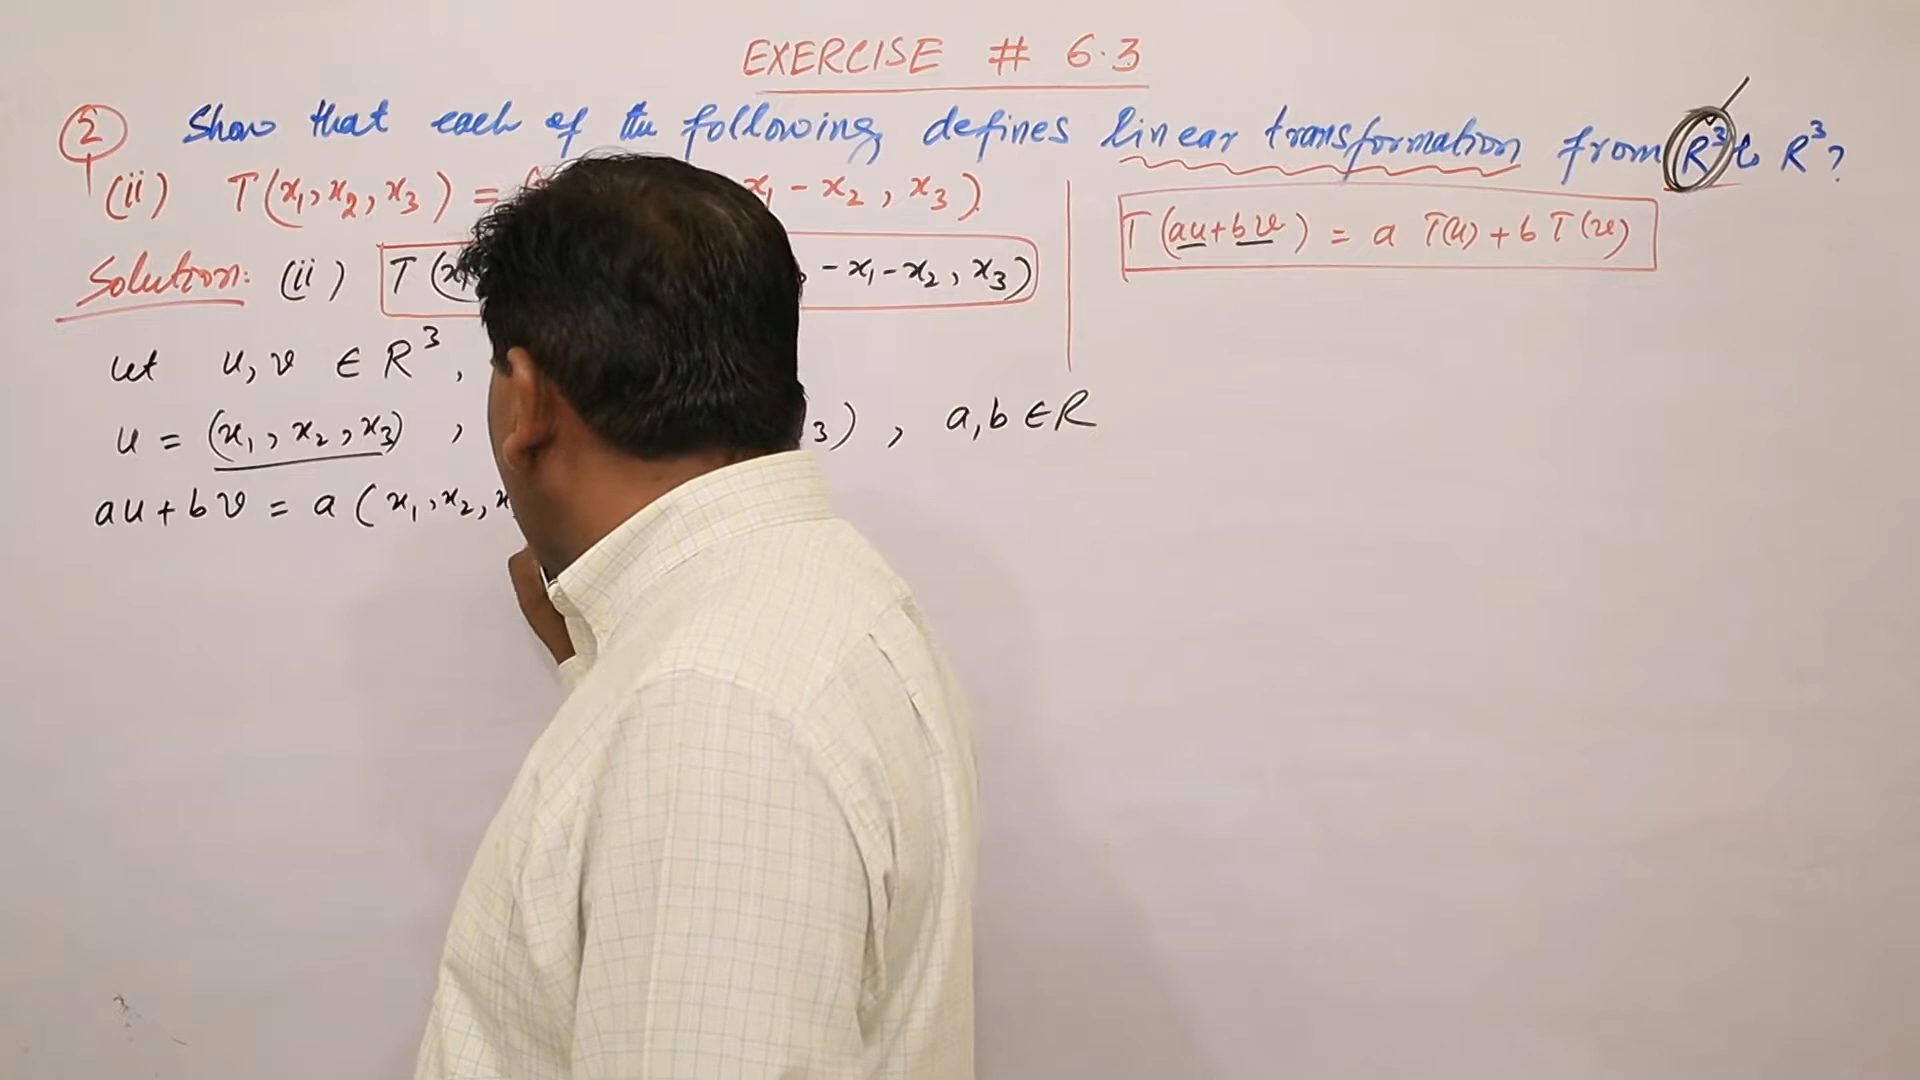 EXERCISE # 6.3
2 Show that each of the following defines linear transformation from R³ to R³?
(ii) T(x₁, x₂, x₃) = ( x₁ - x₂, x₃)
T(au+bv) = a T(u) + b T(v)
Solution: (ii) T(x₁ - x₁ - x₂, x₃)
Let u, v ∈ R³,
u = (x₁, x₂, x₃) , ₃) , a, b ∈ R
au + bv = a (x₁, x₂, x